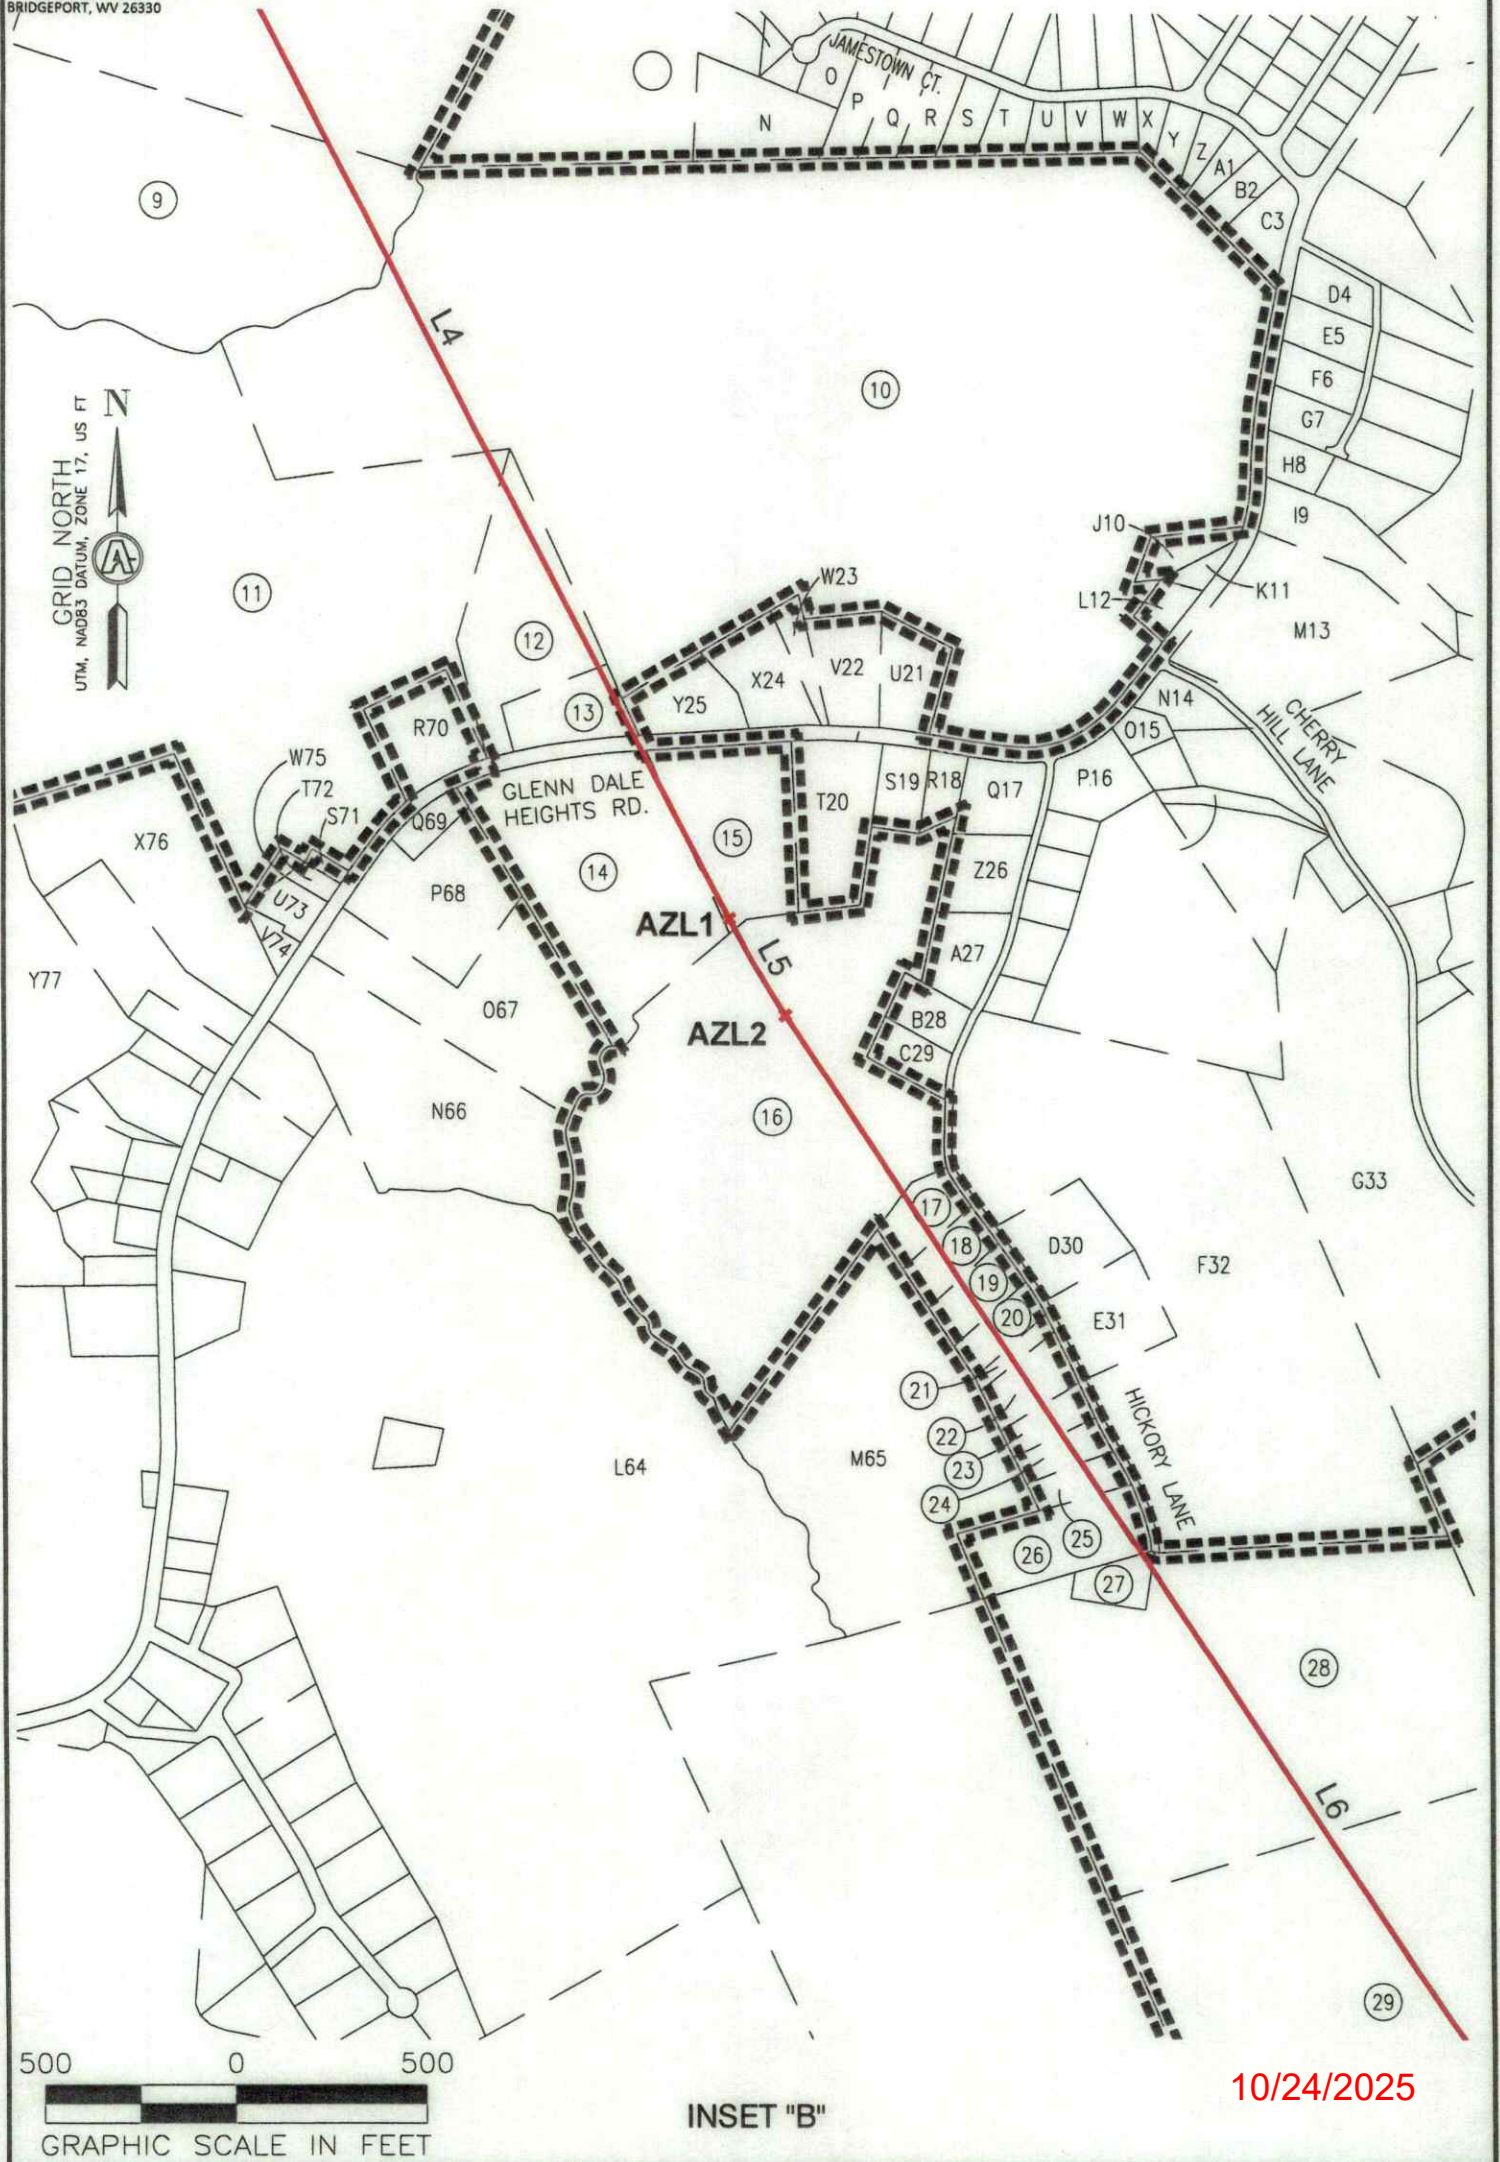 BRIDGEPORT, WV 26330
JAMESTOWN CT.
N
O
P
Q
R
S
T
U
V
W
X
Y
Z
A1
B2
C3
9
D4
E5
F6
G7
H8
I9
L4
10
N
GRID NORTH
UTM, NAD83 DATUM, ZONE 17, US FT
A
11
J10
K11
L12
M13
W23
12
13
Y25
X24
V22
U21
N14
O15
CHERRY
HILL LANE
R70
GLENN DALE
HEIGHTS RD.
S19
R18
Q17
P16
T20
W75
T72
S71
Q69
X76
15
14
Z26
P68
U73
V74
AZL1
L5
A27
Y77
O67
AZL2
B28
C29
N66
16
G33
17
18
D30
F32
19
20
E31
21
22
23
24
25
26
27
HICKORY LANE
L64
M65
28
L6
29
500 0 500
GRAPHIC SCALE IN FEET
INSET "B"
10/24/2025